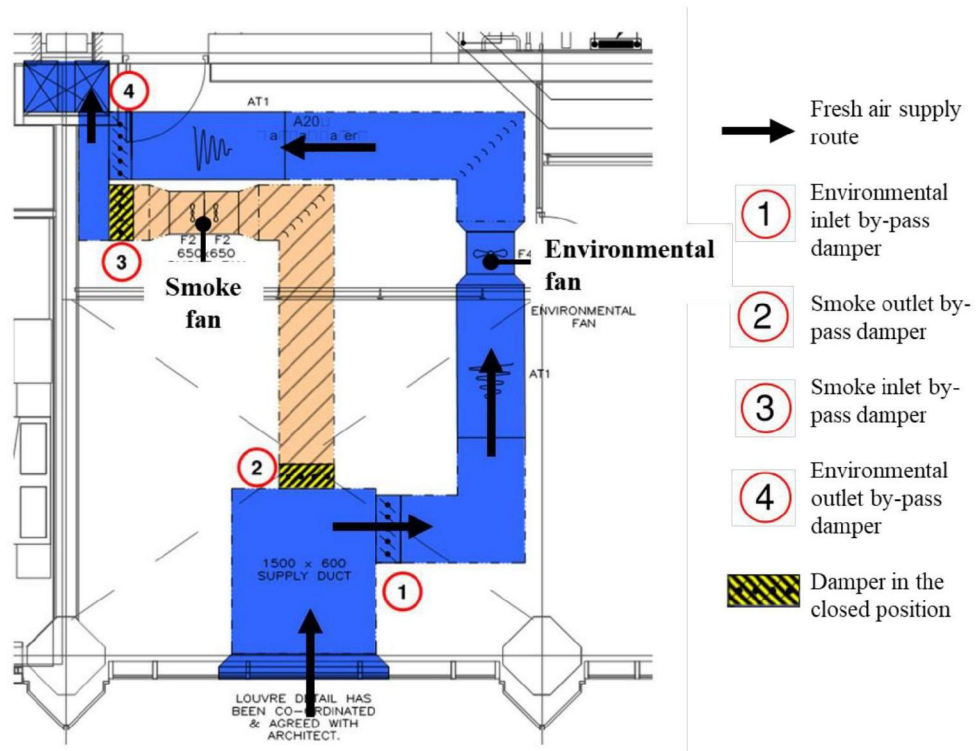 4
AT1
A20
3
F2 F2
650x650
Smoke
fan
Environmental
fan
F4
ENVIRONMENTAL
FAN
AT1
2
1500 x 600
SUPPLY DUCT
1
LOUVRE DETAIL HAS
BEEN CO-ORDINATED
& AGREED WITH
ARCHITECT.
Fresh air supply
route
1
Environmental
inlet by-pass
damper
2
Smoke outlet by-
pass damper
3
Smoke inlet by-
pass damper
4
Environmental
outlet by-pass
damper
Damper in the
closed position